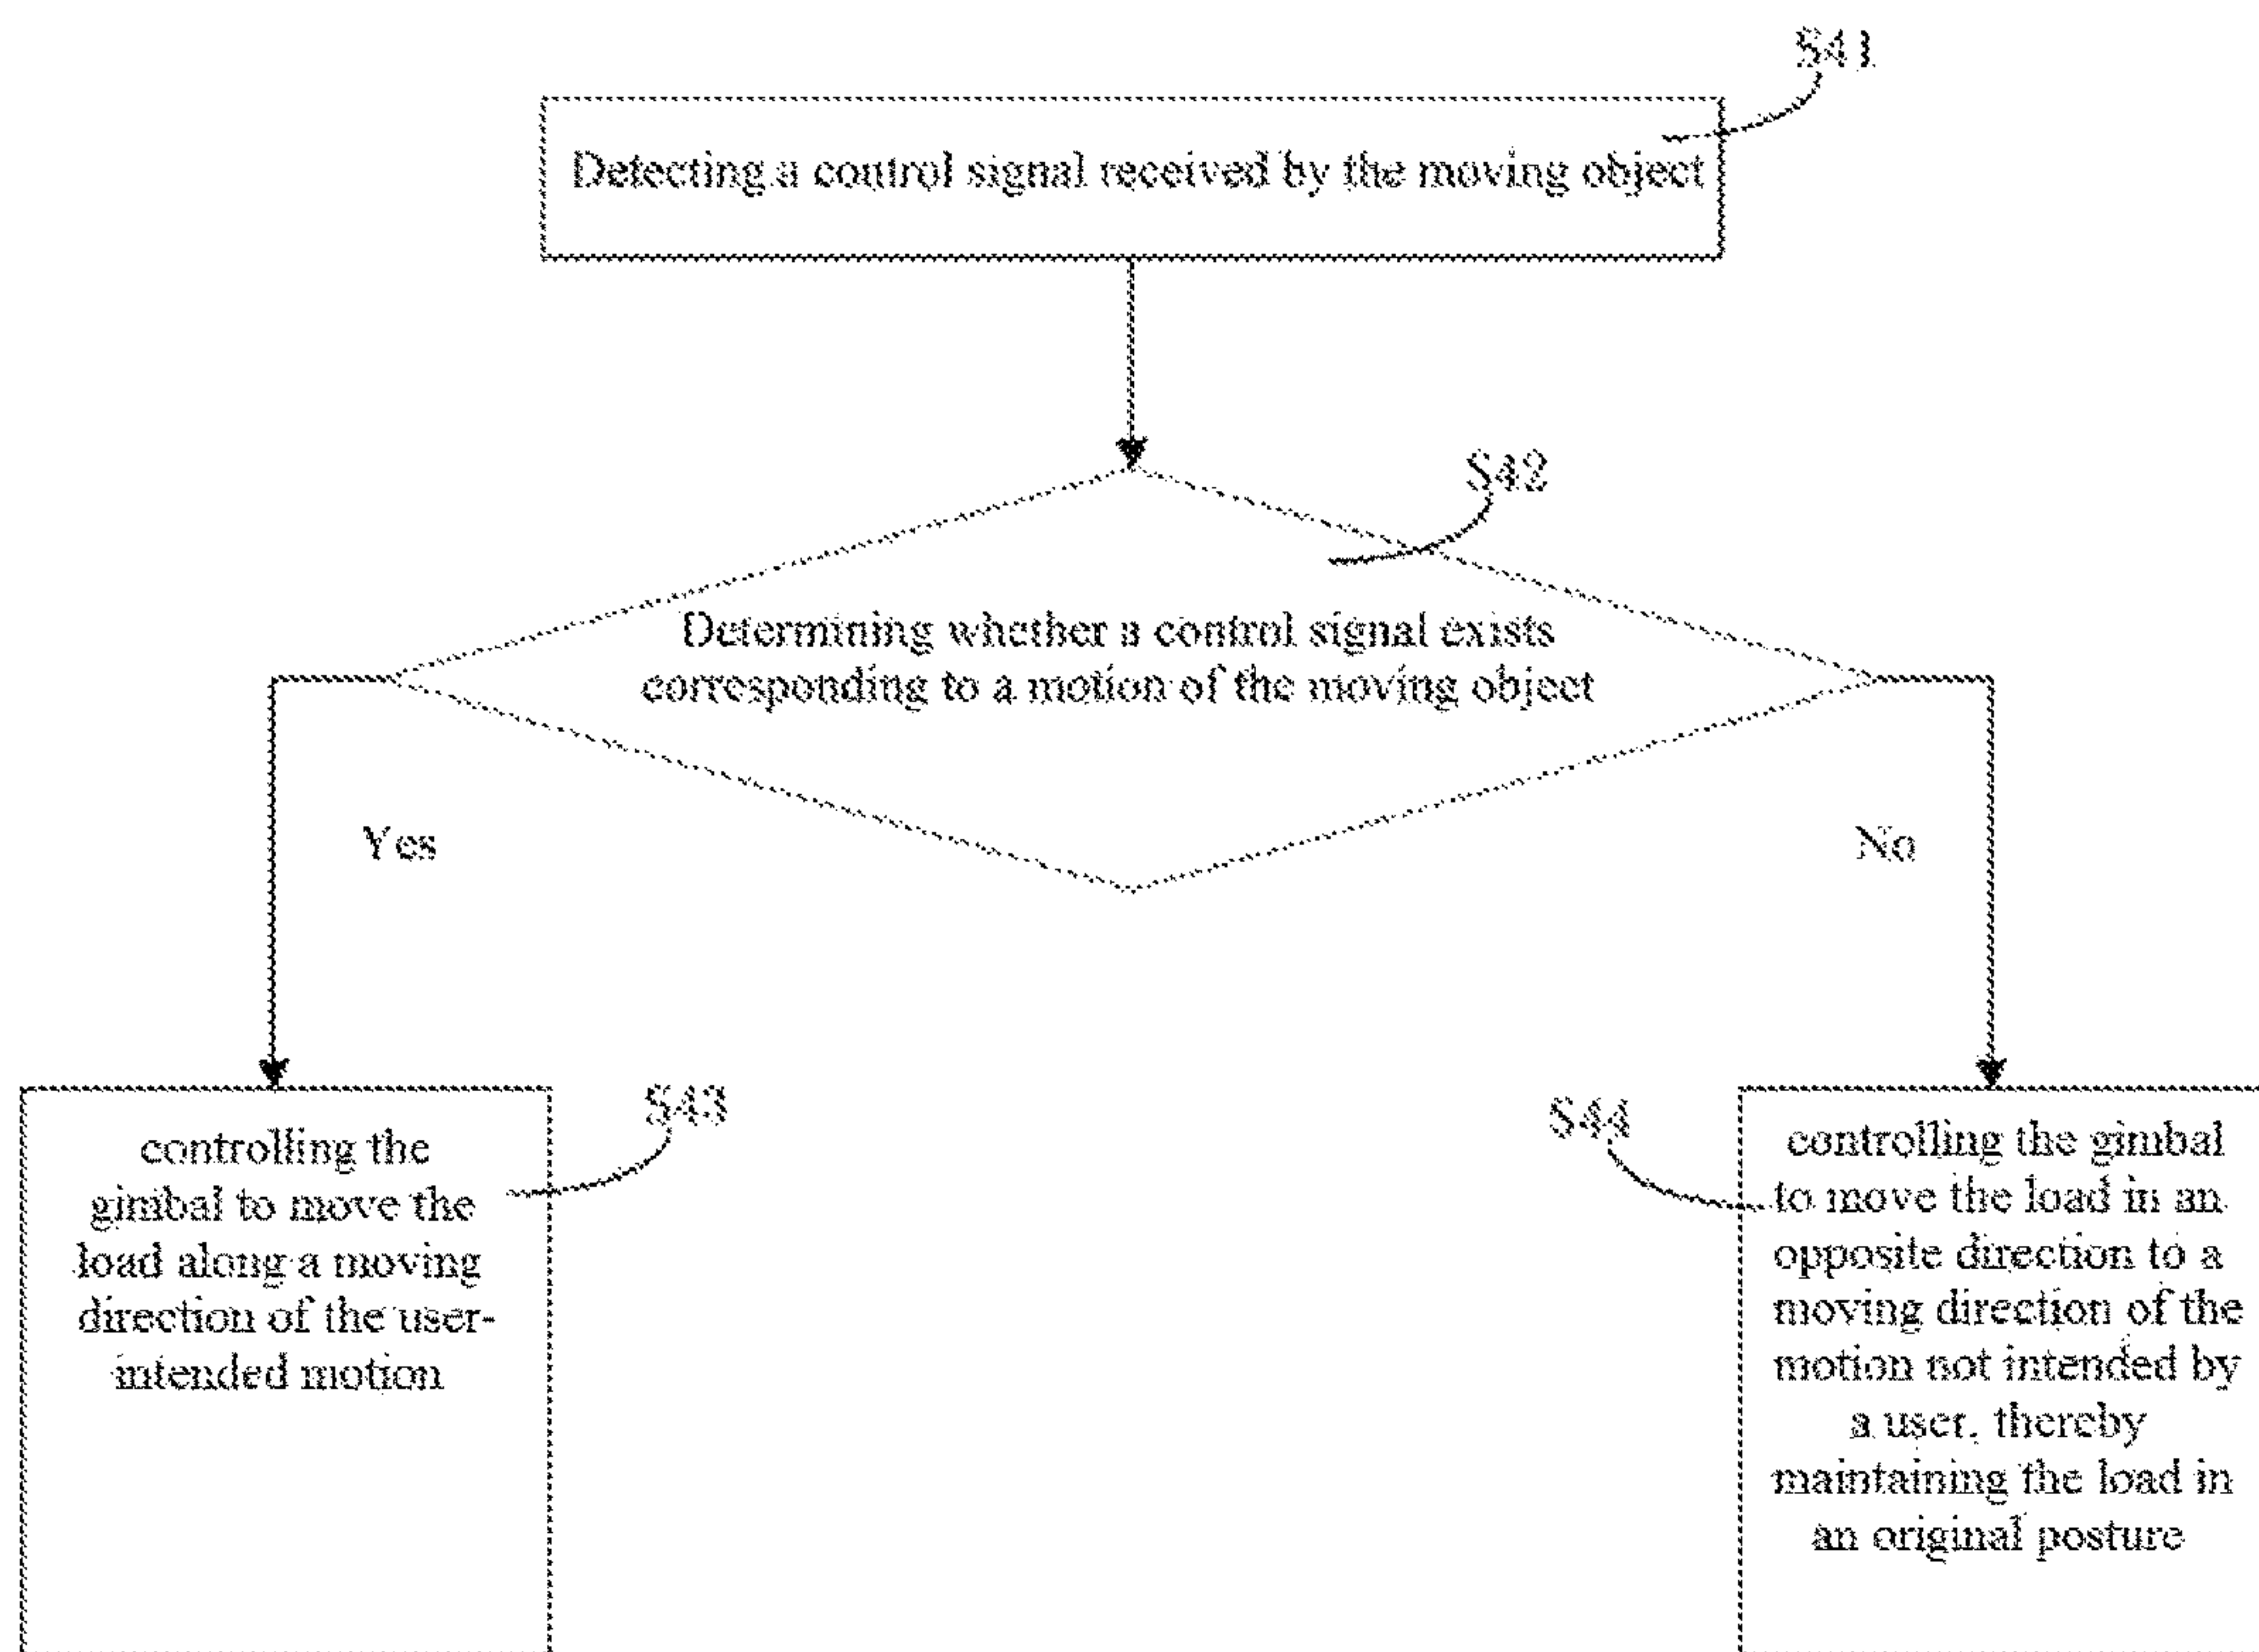 S41
Detecting a control signal received by the moving object
S42
Determining whether a control signal exists
corresponding to a motion of the moving object
Yes
No
S43
controlling the
gimbal to move the
load along a moving
direction of the user-
intended motion
S44
controlling the gimbal
to move the load in an
opposite direction to a
moving direction of the
motion not intended by
a user, thereby
maintaining the load in
an original posture